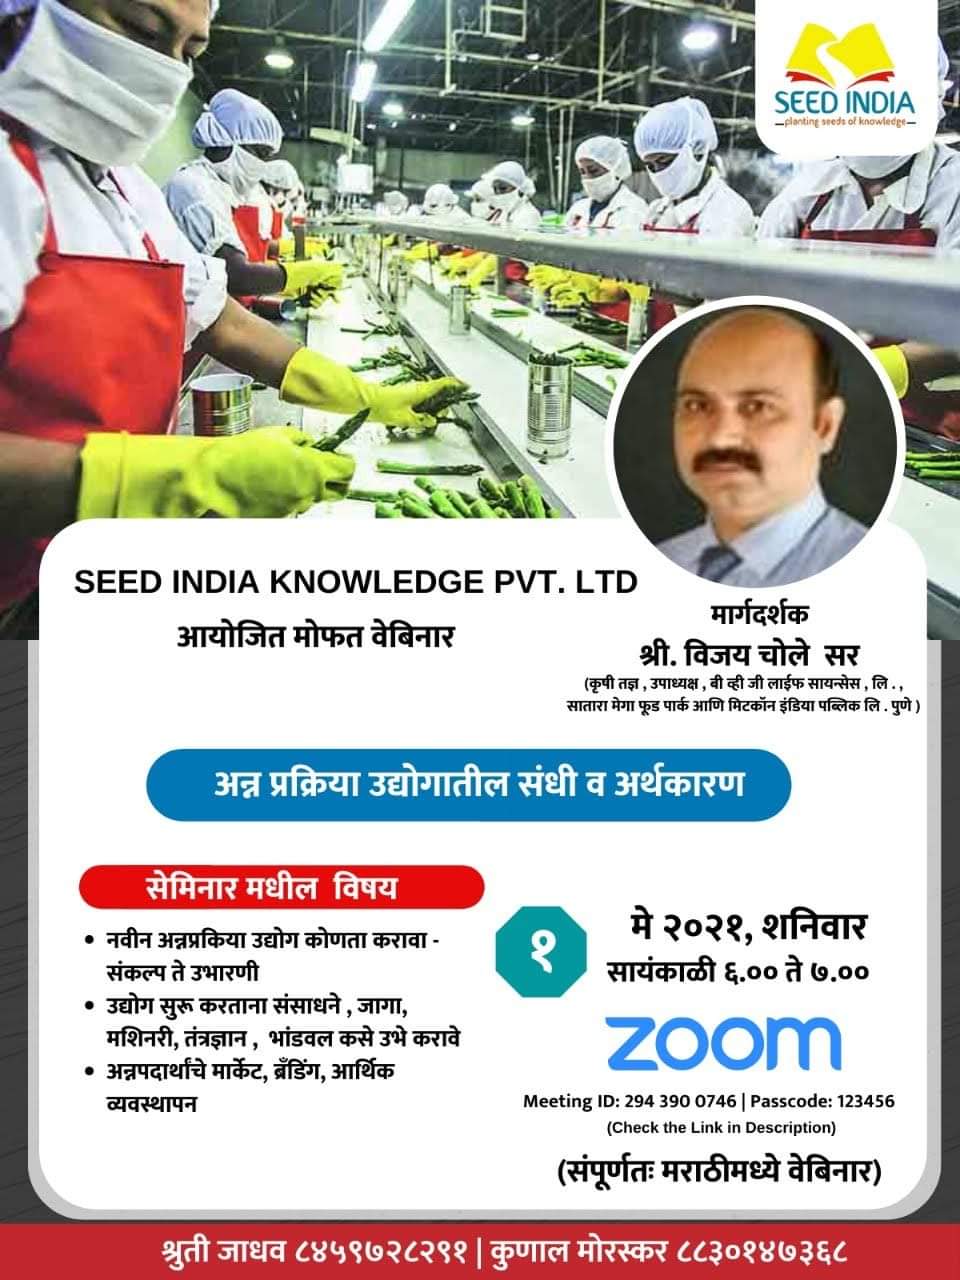 SEED INDIA
planting seeds of knowledge
SEED INDIA KNOWLEDGE PVT. LTD
आयोजित मोफत वेबिनार
मार्गदर्शक
श्री. विजय चोले सर
(कृषी तज्ञ , उपाध्यक्ष , बी व्ही जी लाईफ सायन्सेस , लि . ,
सातारा मेगा फूड पार्क आणि मिटकॉन इंडिया पब्लिक लि . पुणे )
अन्न प्रक्रिया उद्योगातील संधी व अर्थकारण
सेमिनार मधील विषय
• नवीन अन्नप्रकिया उद्योग कोणता करावा -
संकल्प ते उभारणी
• उद्योग सुरू करताना संसाधने , जागा,
मशिनरी, तंत्रज्ञान , भांडवल कसे उभे करावे
• अन्नपदार्थांचे मार्केट, ब्रँडिंग, आर्थिक
व्यवस्थापन
१ मे २०२१, शनिवार
सायंकाळी ६.०० ते ७.००
zoom
Meeting ID: 294 390 0746 | Passcode: 123456
(Check the Link in Description)
(संपूर्णतः मराठीमध्ये वेबिनार)
श्रुती जाधव ८४५९७२८२९१ | कुणाल मोरस्कर ८८३०१४७३६८